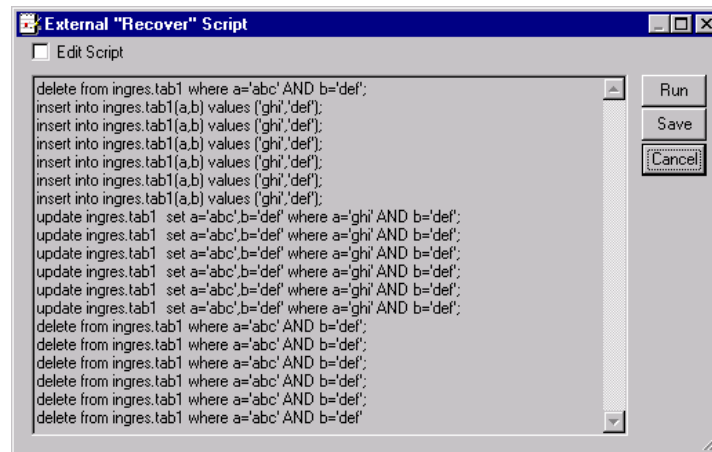 External "Recover" Script
Edit Script
delete from ingres.tab1 where a='abc' AND b='def';
insert into ingres.tab1(a,b) values ('ghi','def');
insert into ingres.tab1(a,b) values ('ghi','def');
insert into ingres.tab1(a,b) values ('ghi','def');
insert into ingres.tab1(a,b) values ('ghi','def');
insert into ingres.tab1(a,b) values ('ghi','def');
insert into ingres.tab1(a,b) values ('ghi','def');
update ingres.tab1  set a='abc',b='def' where a='ghi' AND b='def';
update ingres.tab1  set a='abc',b='def' where a='ghi' AND b='def';
update ingres.tab1  set a='abc',b='def' where a='ghi' AND b='def';
update ingres.tab1  set a='abc',b='def' where a='ghi' AND b='def';
update ingres.tab1  set a='abc',b='def' where a='ghi' AND b='def';
update ingres.tab1  set a='abc',b='def' where a='ghi' AND b='def';
delete from ingres.tab1 where a='abc' AND b='def';
delete from ingres.tab1 where a='abc' AND b='def';
delete from ingres.tab1 where a='abc' AND b='def';
delete from ingres.tab1 where a='abc' AND b='def';
delete from ingres.tab1 where a='abc' AND b='def';
delete from ingres.tab1 where a='abc' AND b='def'
Run
Save
Cancel